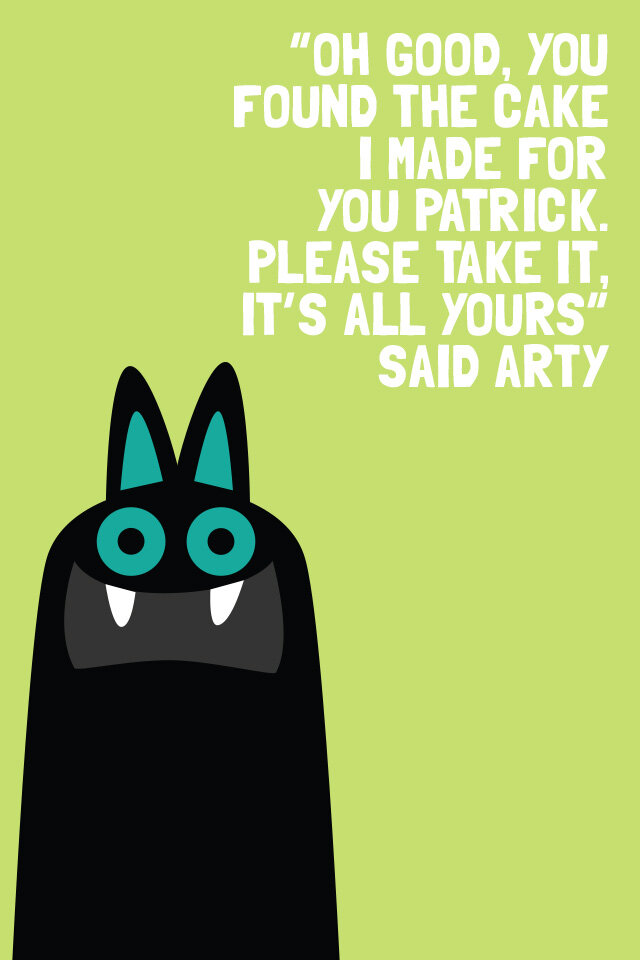 “OH GOOD, YOU
FOUND THE CAKE
I MADE FOR
YOU PATRICK.
PLEASE TAKE IT,
IT’S ALL YOURS”
SAID ARTY